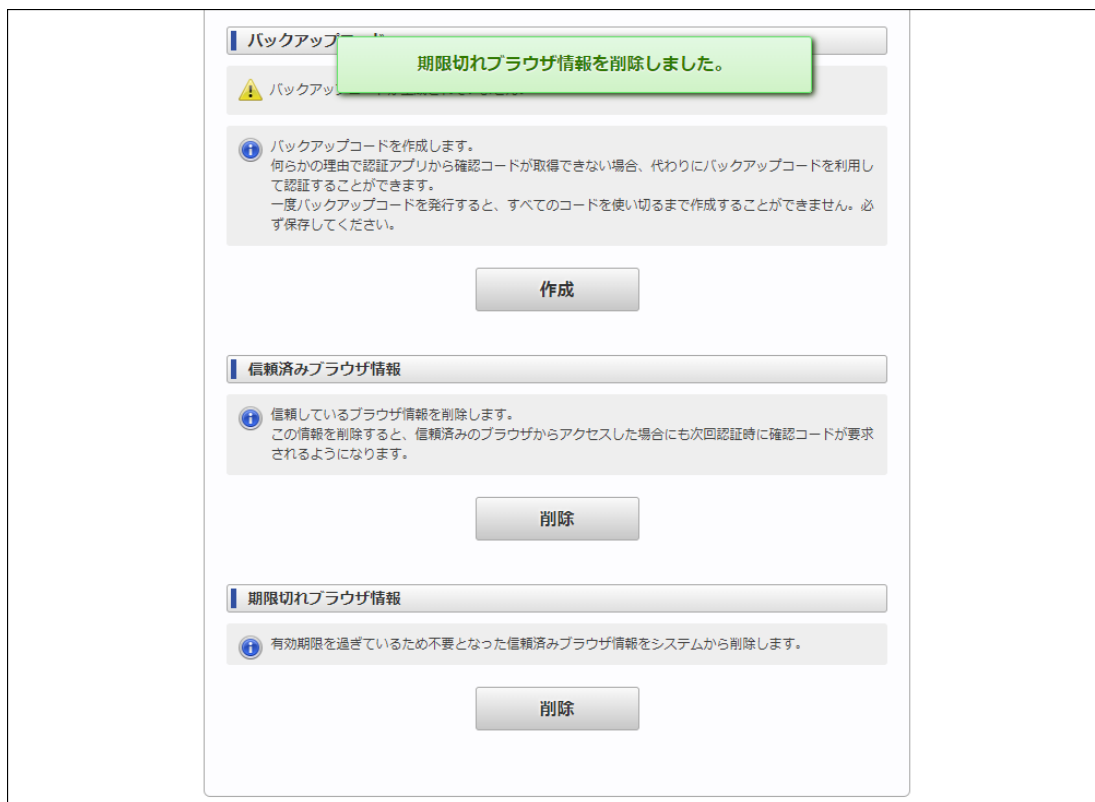 バックアップ
期限切れブラウザ情報を削除しました。
バックアッ
バックアップコードを作成します。
何らかの理由で認証アプリから確認コードが取得できない場合、代わりにバックアップコードを利用し
て認証することができます。
一度バックアップコードを発行すると、すべてのコードを使い切るまで作成することができません。必
ず保存してください。
作成
信頼済みブラウザ情報
信頼しているブラウザ情報を削除します。
この情報を削除すると、信頼済みのブラウザからアクセスした場合にも次回認証時に確認コードが要求
されるようになります。
削除
期限切れブラウザ情報
有効期限を過ぎているため不要となった信頼済みブラウザ情報をシステムから削除します。
削除